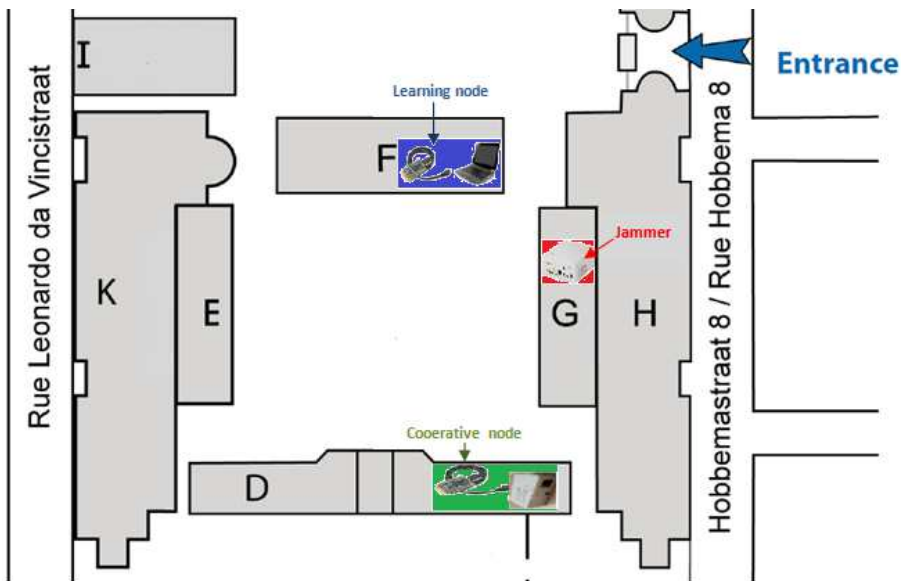 I
Entrance
Learning node
F
Jammer
Rue Leonardo da Vincistraat
K
E
G
H
Hobbemastraat 8 / Rue Hobbema 8
Cooerative node
D